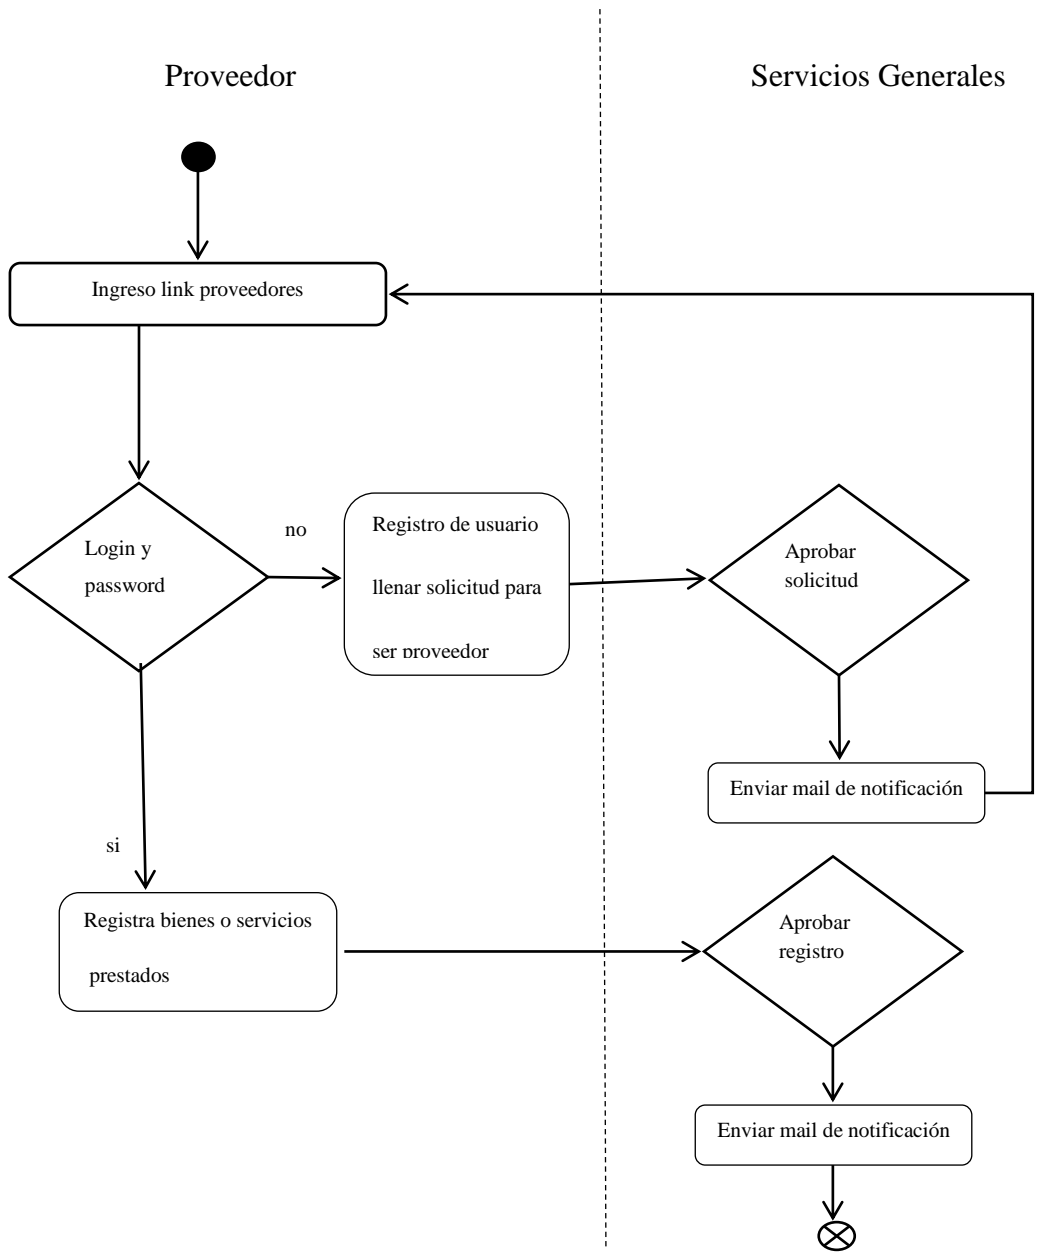 Proveedor
Servicios Generales
Ingreso link proveedores
Login y
password
no
Registro de usuario
llenar solicitud para
ser proveedor
Aprobar
solicitud
Enviar mail de notificación
si
Registra bienes o servicios
prestados
Aprobar
registro
Enviar mail de notificación